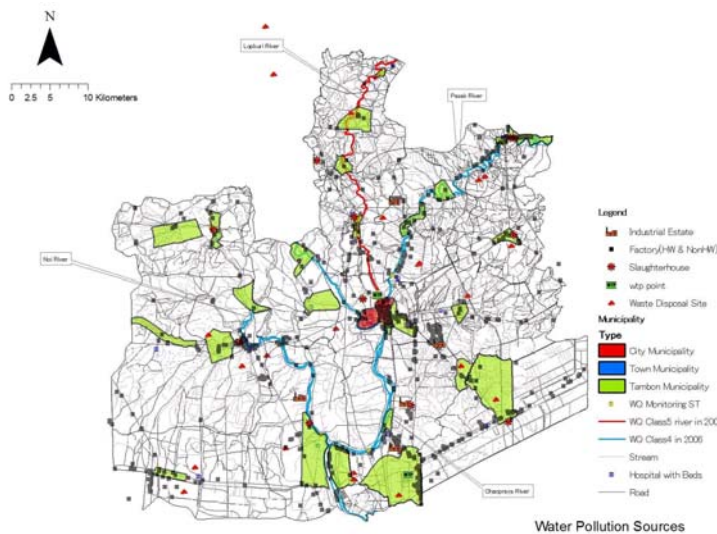 N
Lopburi River
0 2.5 5 10 Kilometers
Pasak River
Noi River
Legend
Industrial Estate
Factory(HW & NonHW)
Slaughterhouse
wtp point
Waste Disposal Site
Municipality
Type
City Municipality
Town Municipality
Tambon Municipality
WQ Monitoring ST
WQ Class5 river in 200
WQ Class4 in 2006
Stream
Hospital with Beds
Road
River
Water Pollution Sources